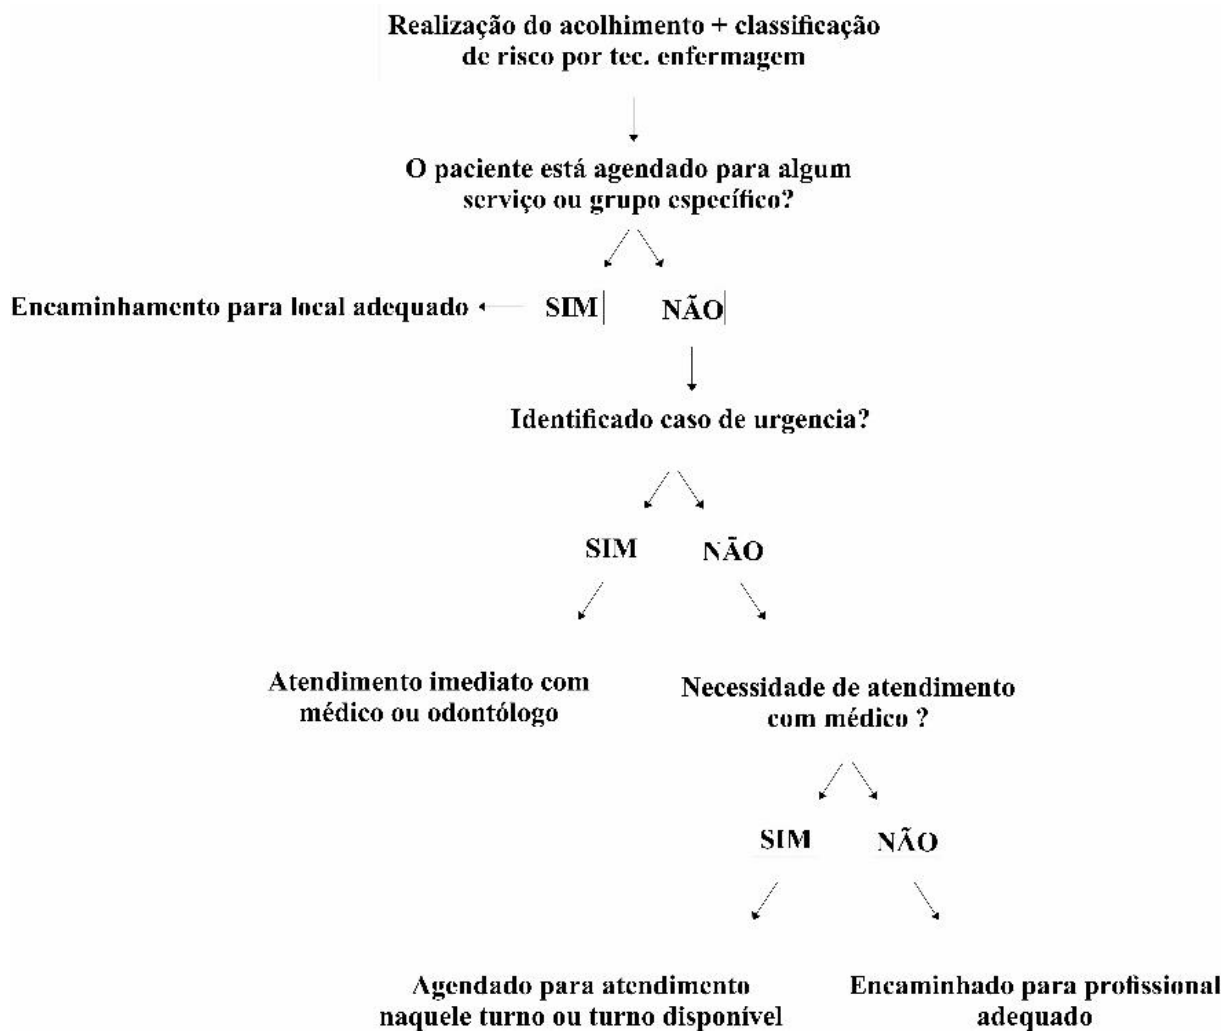 Realização do acolhimento + classificação
de risco por tec. enfermagem
O paciente está agendado para algum
serviço ou grupo específico?
Encaminhamento para local adequado
SIM
NÃO
Identificado caso de urgencia?
SIM
NÃO
Atendimento imediato com
médico ou odontólogo
Necessidade de atendimento
com médico ?
SIM
NÃO
Agendado para atendimento
naquele turno ou turno disponível
Encaminhado para profissional
adequado